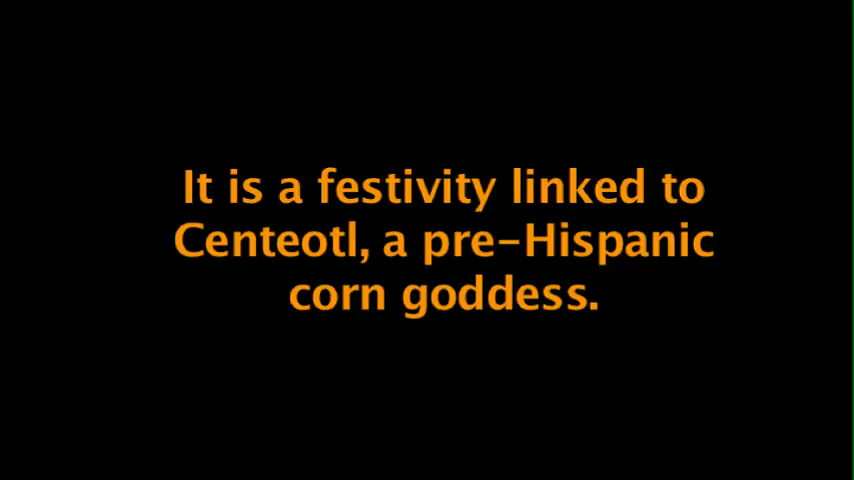 It is a festivity linked to
Centeotl, a pre-Hispanic
corn goddess.